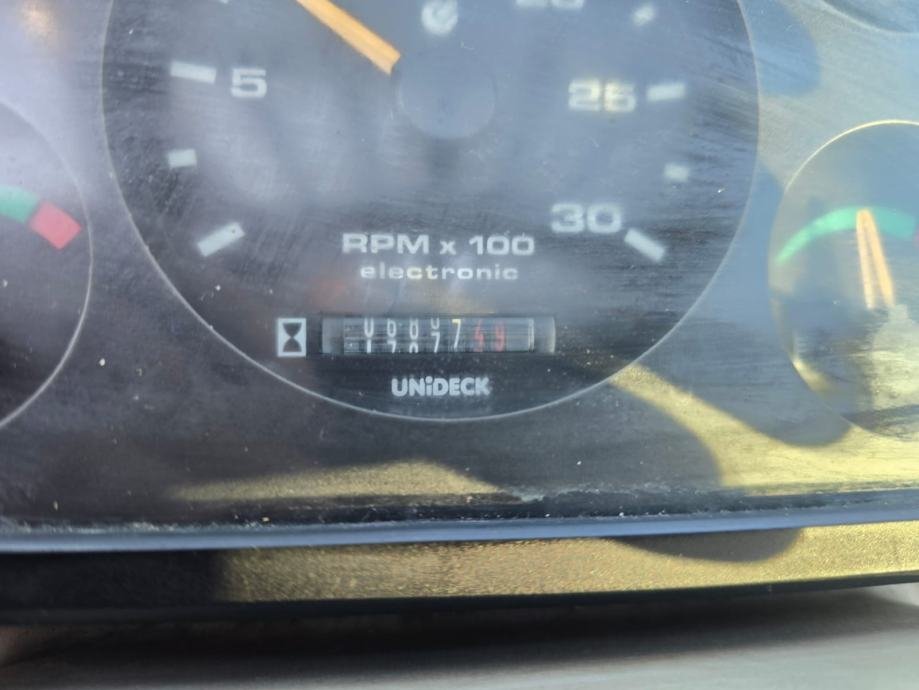 5
25
30
RPM x 100
electronic
UNiDECK